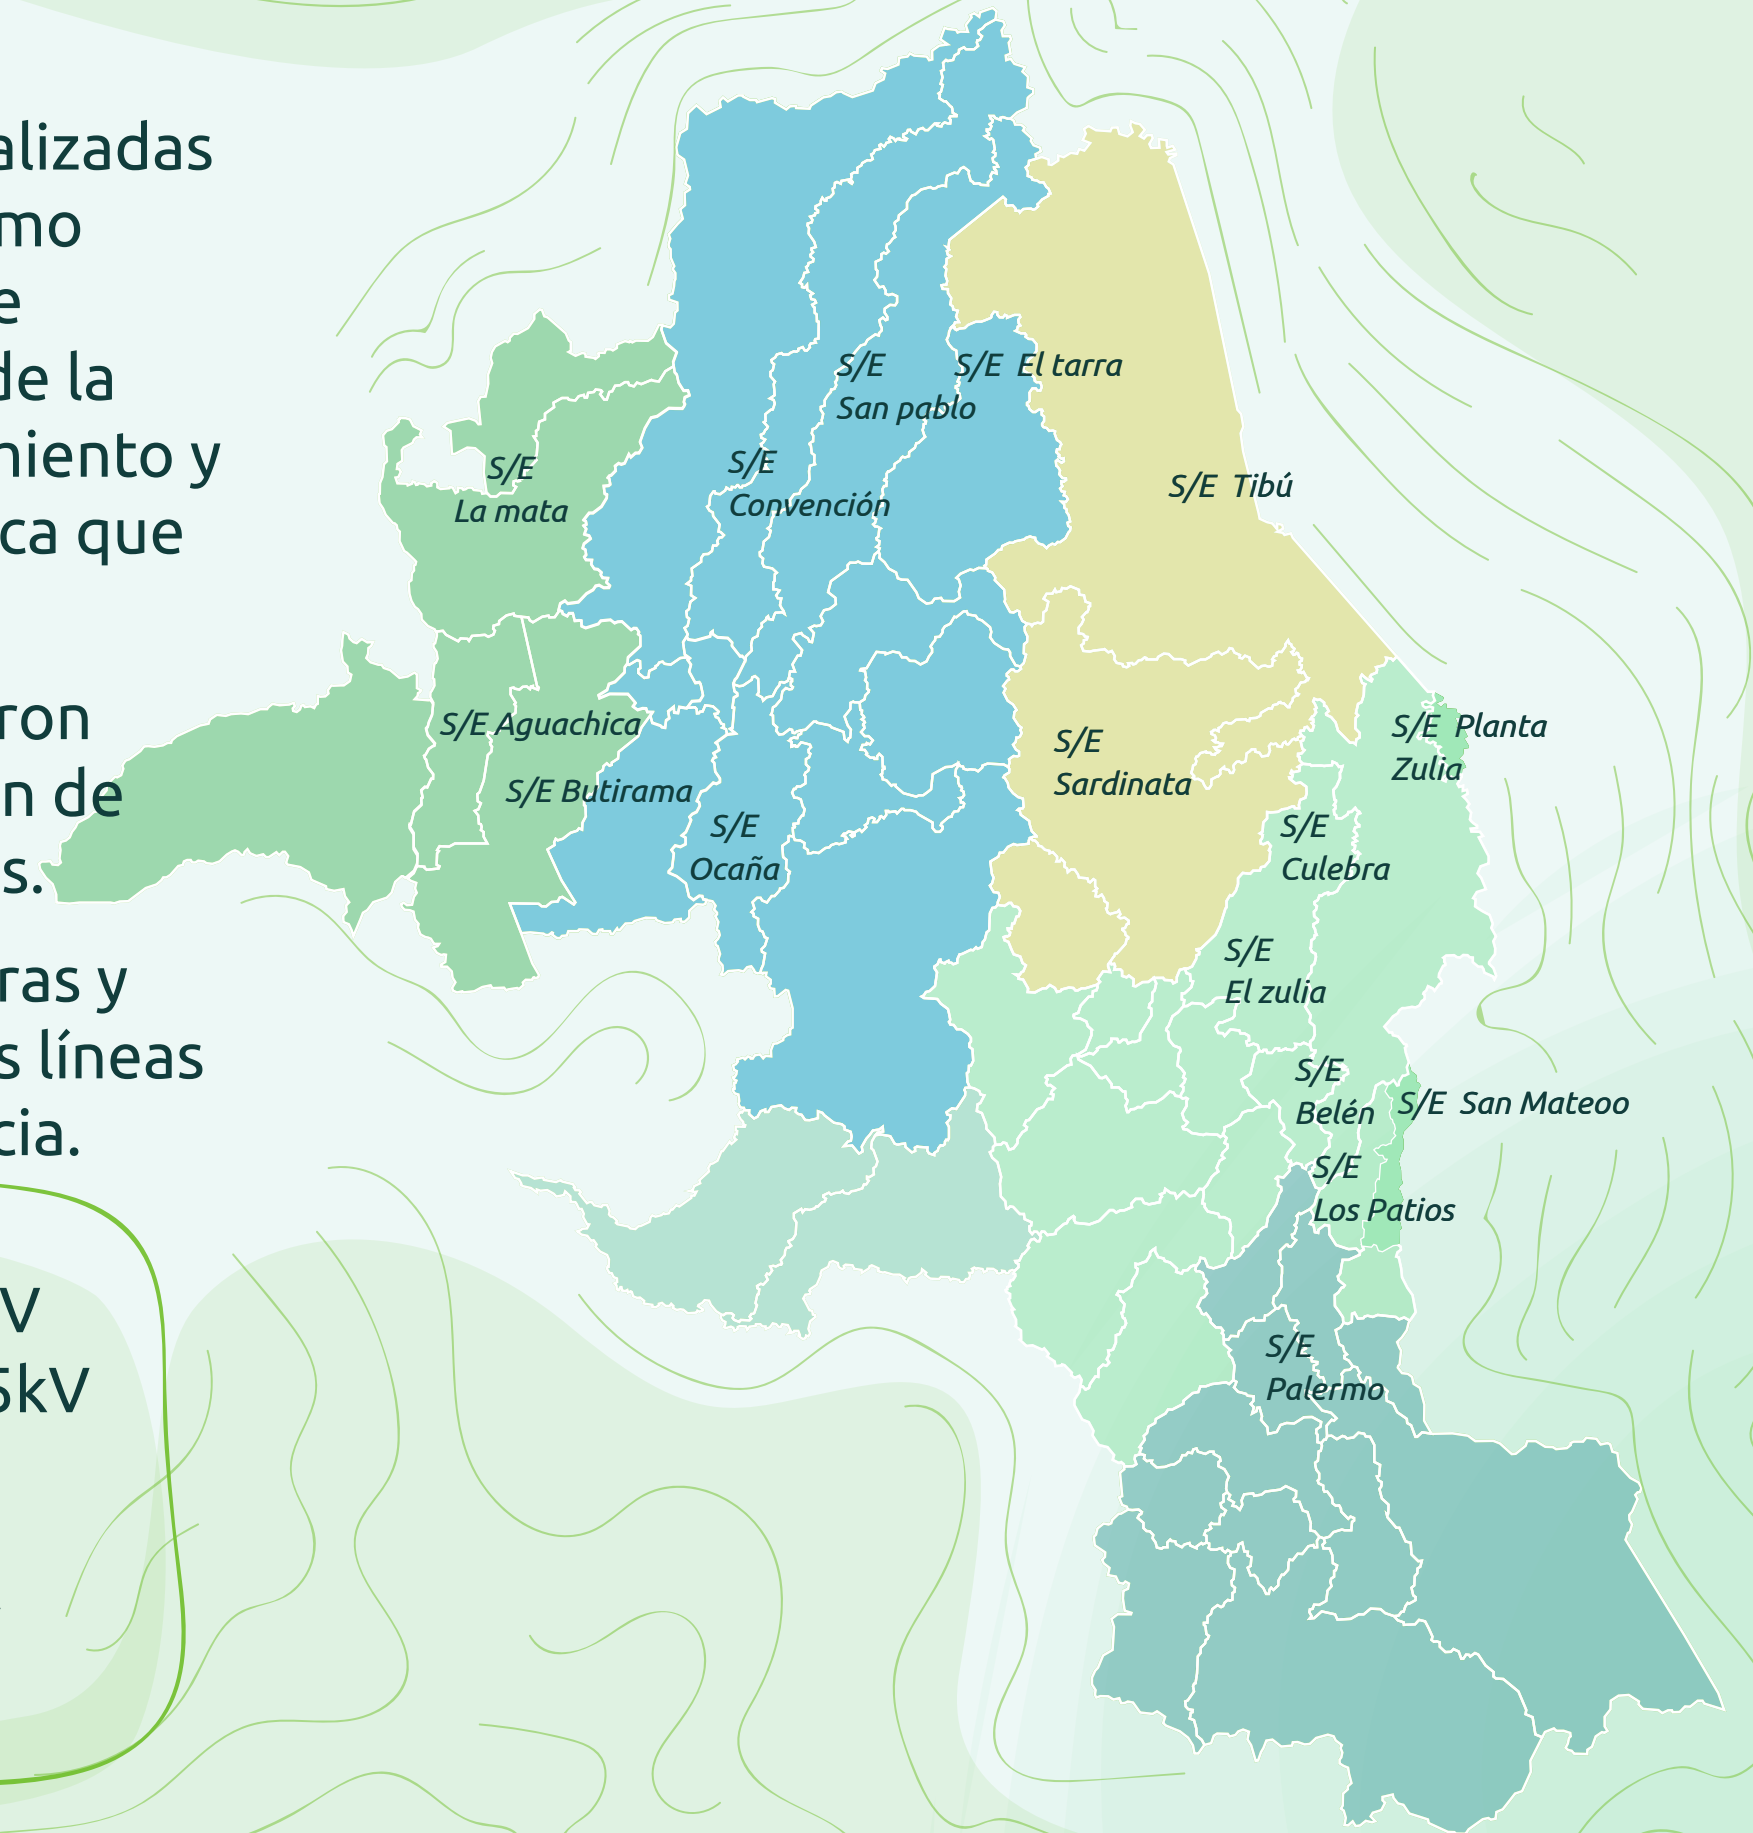 alizadas
mo
e
de la
miento y
ca que
ron
n de
s.
ras y
s líneas
cia.
V
5kV
S/E
San pablo
S/E El tarra
S/E
La mata
S/E
Convención
S/E Tibú
S/E Aguachica
S/E Butirama
S/E
Ocaña
S/E
Sardinata
S/E Planta
Zulia
S/E
Culebra
S/E
El zulia
S/E
Belén
S/E San Mateoo
S/E
Los Patios
S/E
Palermo